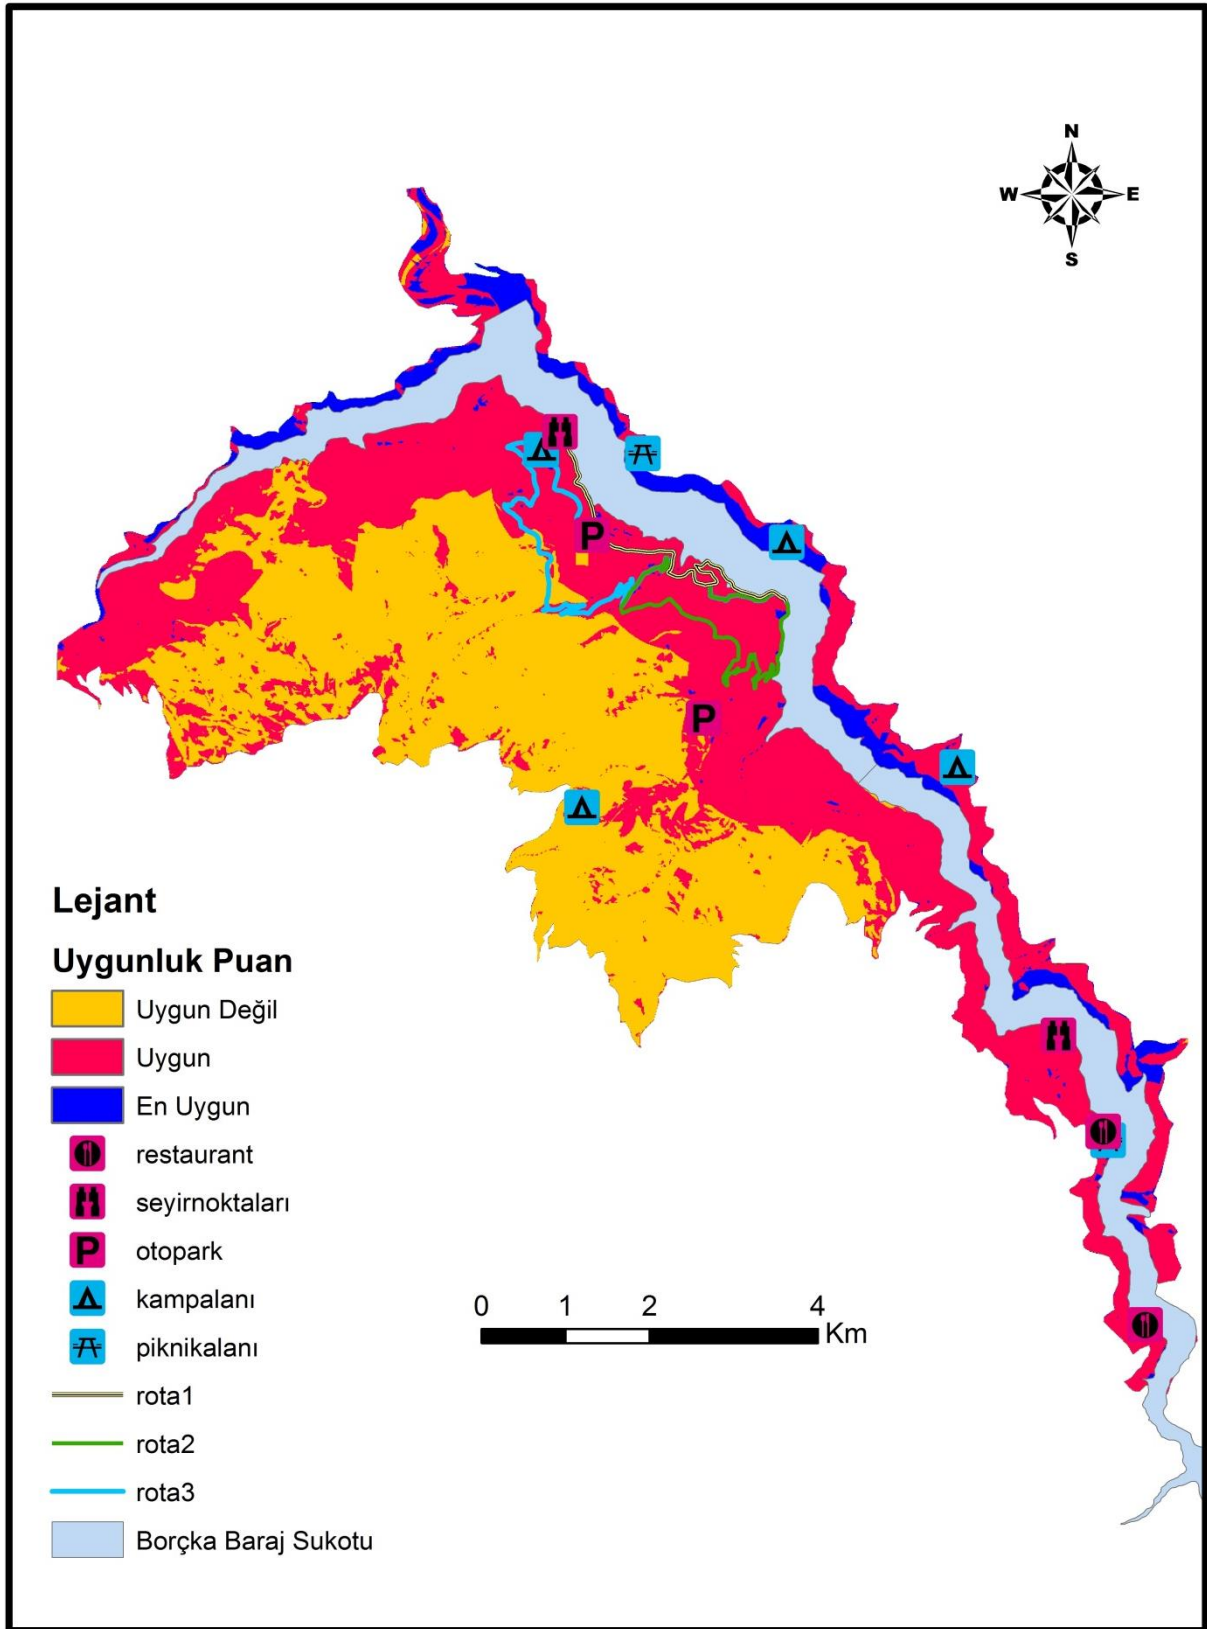 N
W E
S
P
P
Lejant
Uygunluk Puan
Uygun Değil
Uygun
En Uygun
restaurant
seyirnoktaları
P otopark
kampalanı
piknikalanı
rota1
rota2
rota3
Borçka Baraj Sukotu
0 1 2 4
Km